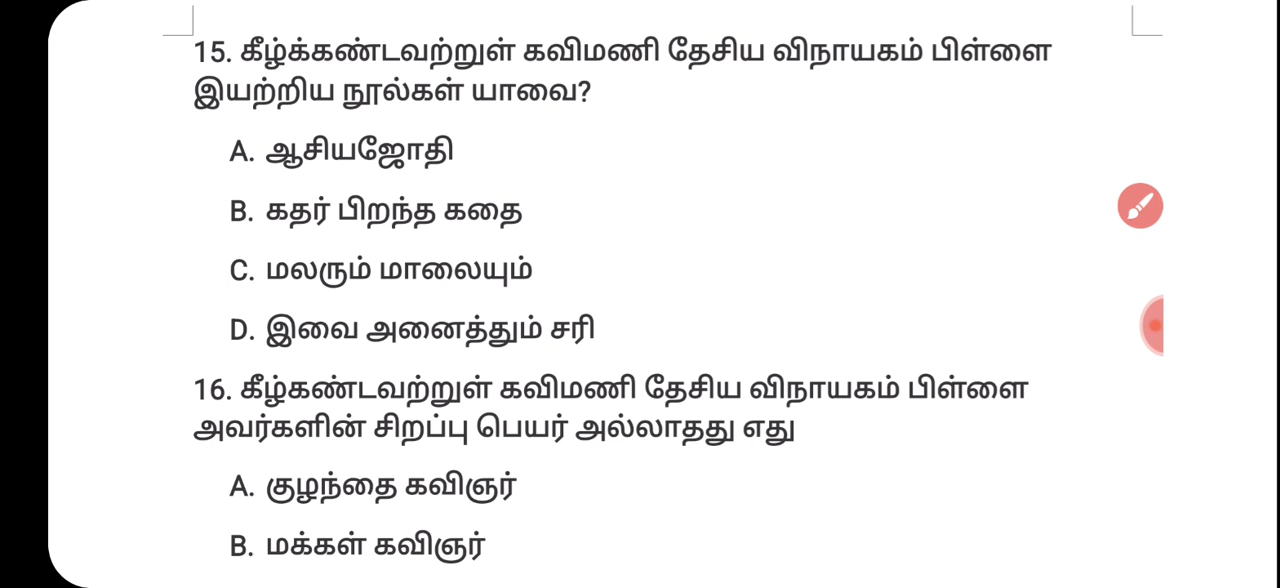 15. கீழ்க்கண்டவற்றுள் கவிமணி தேசிய விநாயகம் பிள்ளை
இயற்றிய நூல்கள் யாவை?
A. ஆசியஜோதி
B. கதர் பிறந்த கதை
C. மலரும் மாலையும்
D. இவை அனைத்தும் சரி
16. கீழ்கண்டவற்றுள் கவிமணி தேசிய விநாயகம் பிள்ளை
அவர்களின் சிறப்பு பெயர் அல்லாதது எது
A. குழந்தை கவிஞர்
B. மக்கள் கவிஞர்